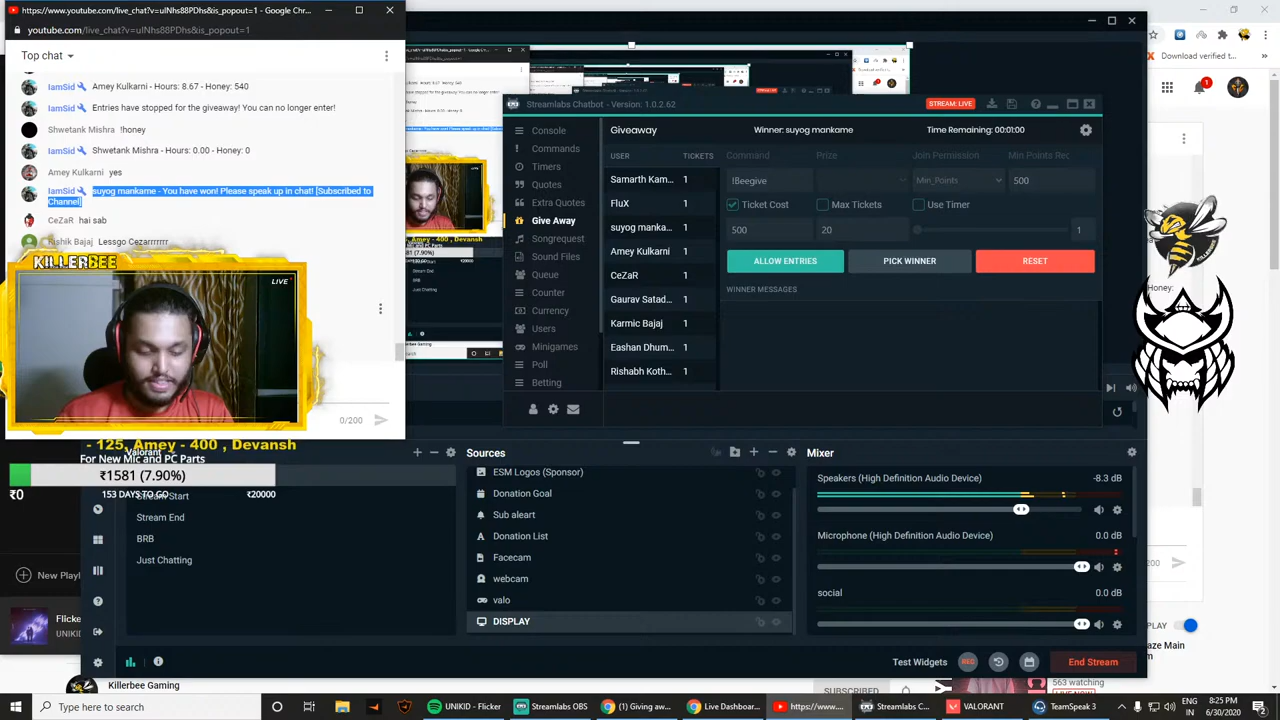 https://www.youtube.com/live_chat?v=uINhs88PDhs&is_popout=1 - Google Chr...
youtube.com/live_chat?v=uINhs88PDhs&is_popout=1
Top chat
IamSid Amey Kulkarni - Hours: 8.67 - Honey: 540
IamSid Entries have stopped for the giveaway! You can no longer enter!
Shwetank Mishra !honey
IamSid Shwetank Mishra - Hours: 0.00 - Honey: 0
Amey Kulkarni yes
IamSid suyog mankame - You have won! Please speak up in chat! [Subscribed to
Channel]
CeZaR hai sab
Rishik Bajaj Lessgo Cezarrrrrrr
KILLERBEE
LIVE
0/200
Streamlabs Chatbot - Version: 1.0.2.62
STREAM: LIVE
Console
Commands
Timers
Quotes
Extra Quotes
Give Away
Songrequest
Sound Files
Queue
Counter
Currency
Users
Minigames
Poll
Betting
Giveaway
Winner: suyog mankame
Time Remaining: 00:01:00
USER TICKETS
Samarth Kam... 1
FluX 1
suyog manka... 1
Amey Kulkarni 1
CeZaR 1
Gaurav Satad... 1
Karmic Bajaj 1
Eashan Dhum... 1
Rishabh Koth... 1
Command Prize Join Permission Min Points Rec
!Beegive Min_Points 500
Ticket Cost Max Tickets Use Timer
500 20 1
ALLOW ENTRIES PICK WINNER RESET
WINNER MESSAGES
Download verified t...
1
Honey:
- 125, Amey - 400 , Devansh
Valorant
For New Mic and PC Parts
₹1581 (7.90%)
₹0 153 DAYS TO GO ₹20000
Stream Start
Stream End
BRB
Just Chatting
Sources
ESM Logos (Sponsor)
Donation Goal
Sub aleart
Donation List
Facecam
webcam
valo
DISPLAY
Mixer
Speakers (High Definition Audio Device) -8.3 dB
Microphone (High Definition Audio Device) 0.0 dB
social 0.0 dB
Test Widgets REC End Stream
New Play
Flicke
UNIKID
Killerbee Gaming
SUBSCRIBED
563 watching
Type here to search
UNIKID - Flicker
Streamlabs OBS
(1) Giving aw...
Live Dashboar...
https://www....
Streamlabs C...
VALORANT
TeamSpeak 3
ENG
IN
8:25 PM
6/30/2020